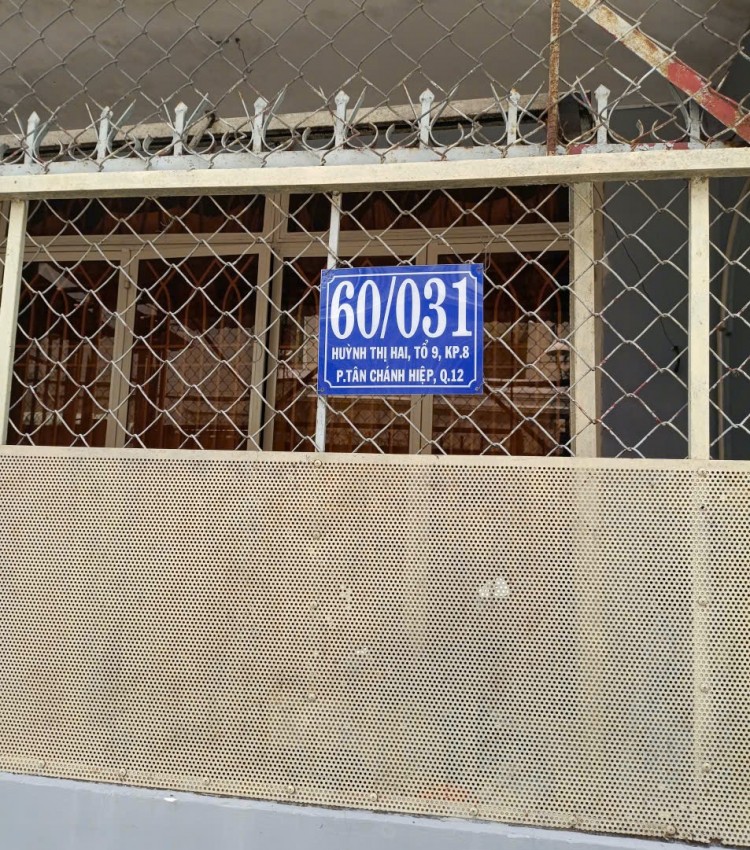 60/031
HUỲNH THỊ HAI, TỔ 9, KP.8
P.TÂN CHÁNH HIỆP, Q.12